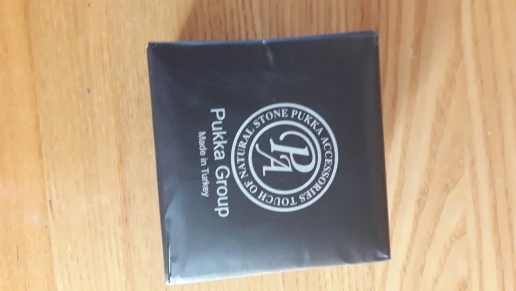 TOUCH OF NATURAL STONE PUKKA ACCESSORIES
PA
Pukka Group
Made in Turkey